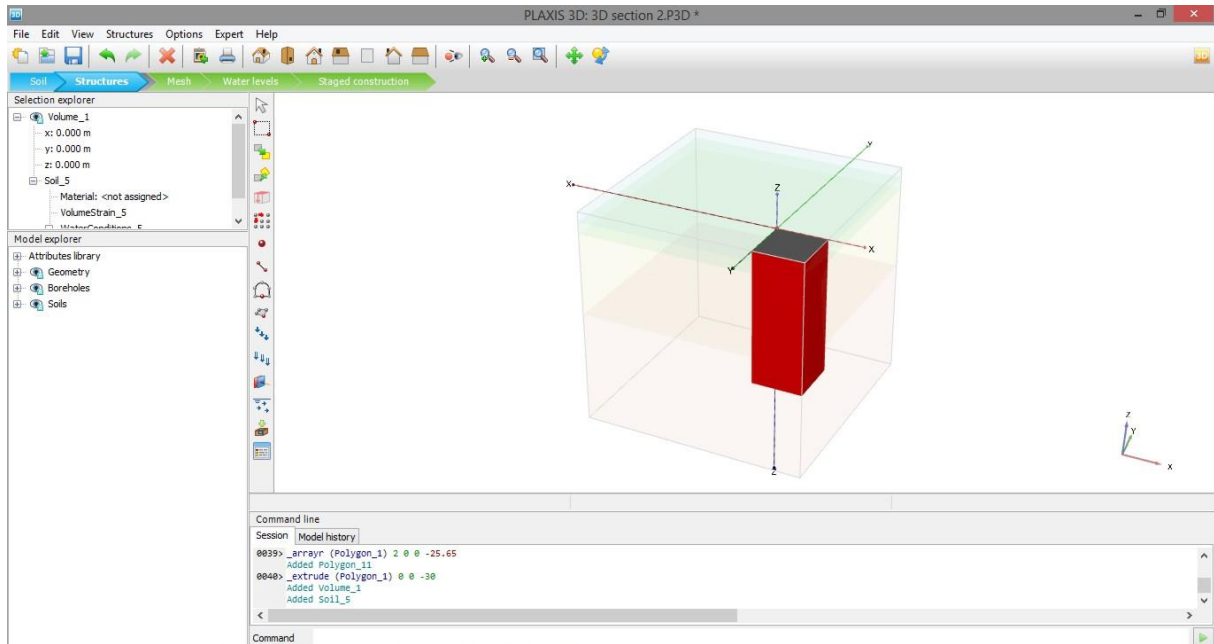 3D
PLAXIS 3D: 3D section 2.P3D *
File Edit View Structures Options Expert Help
3D
Soil Structures Mesh Water levels Staged construction
Selection explorer
Volume_1
x: 0.000 m
y: 0.000 m
z: 0.000 m
Soil_5
Material: <not assigned>
VolumeStrain_5
WaterConditions_5
Model explorer
Attributes library
Geometry
Boreholes
Soils
Y
X
Z
X
Y
Z
Z
Y
X
Command line
Session Model history
0039> _arrayr (Polygon_1) 2 0 0 -25.65
Added Polygon_11
0040> _extrude (Polygon_1) 0 0 -30
Added Volume_1
Added Soil_5
Command